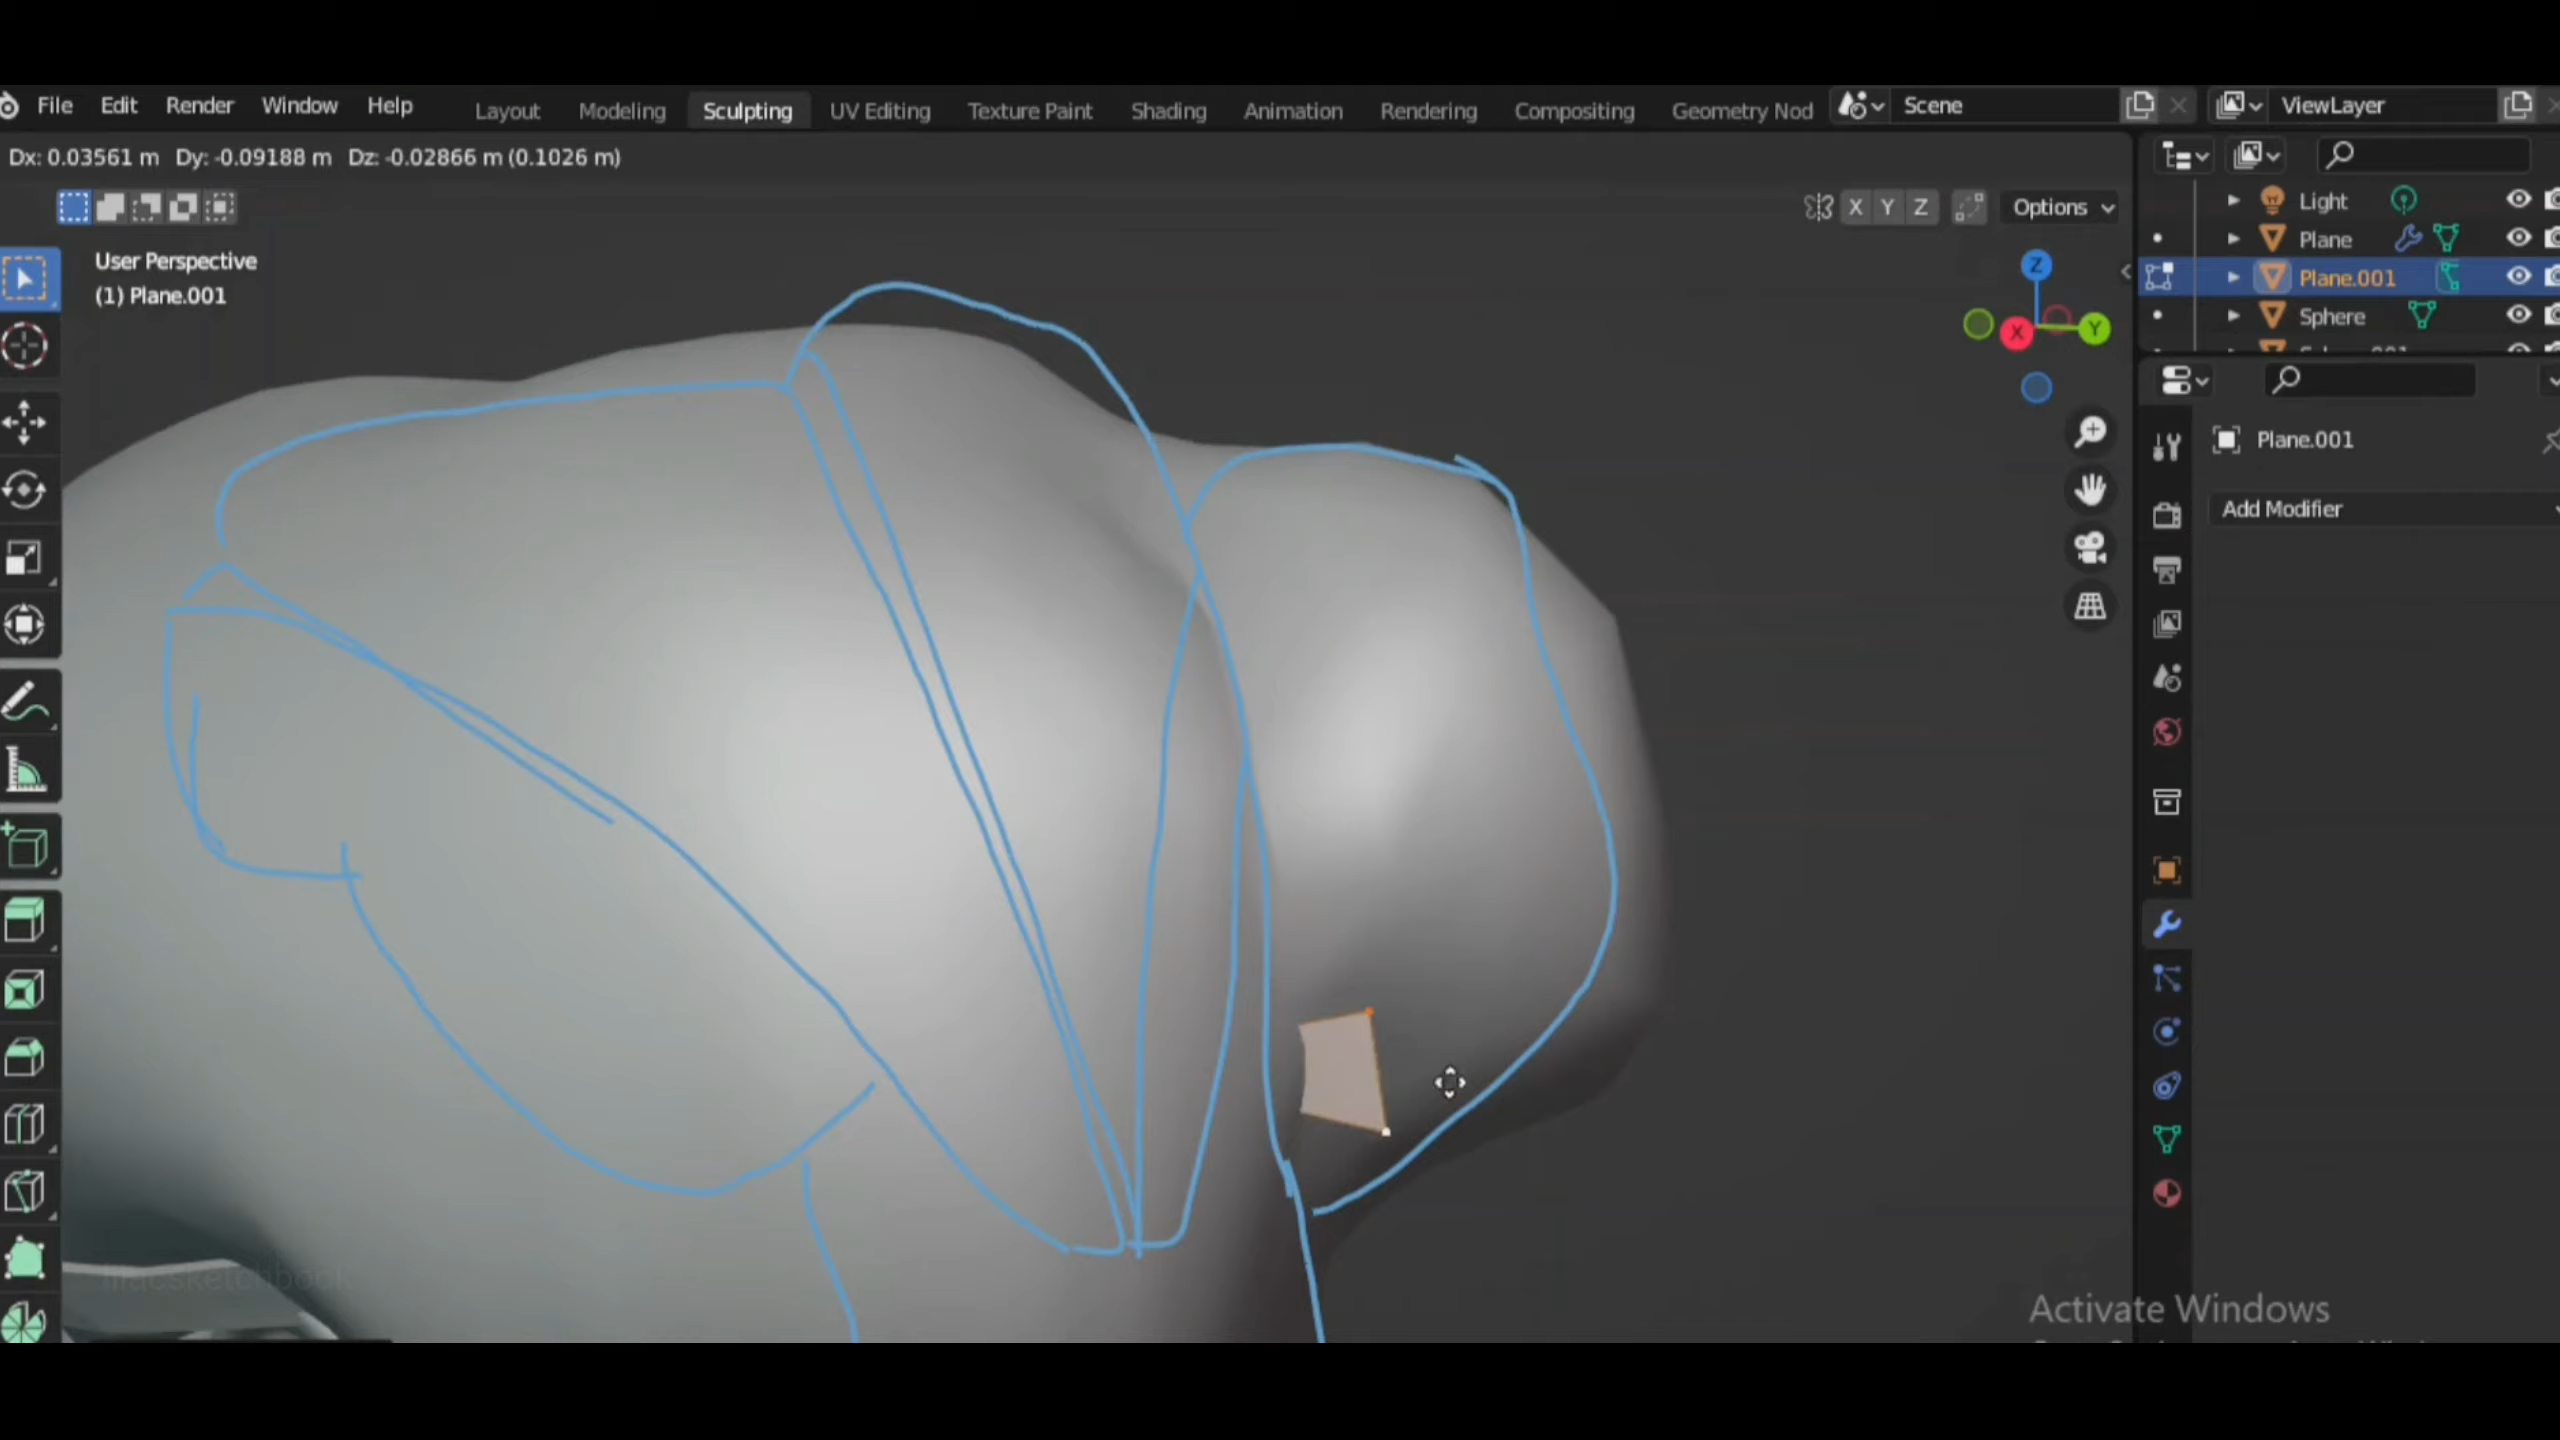 File Edit Render Window Help Layout Modeling Sculpting UV Editing Texture Paint Shading Animation Rendering Compositing Geometry Nod Scene ViewLayer
Dx: 0.03561 m Dy: -0.09188 m Dz: -0.02866 m (0.1026 m)
X Y Z Options
User Perspective
(1) Plane.001
Z
X
Y
Light
Plane
Plane.001
Sphere
Plane.001
Add Modifier
lilacsketchbook
Activate Windows